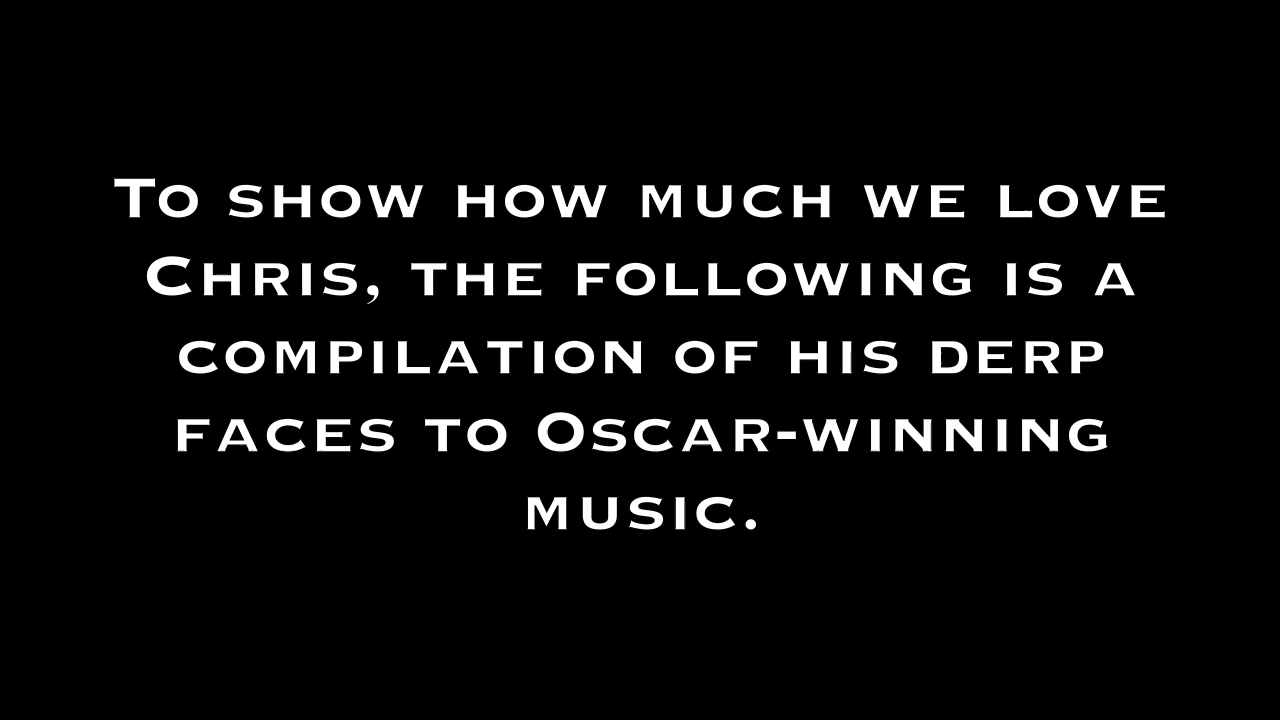 To show how much we love
Chris, the following is a
compilation of his derp
faces to Oscar-winning
music.